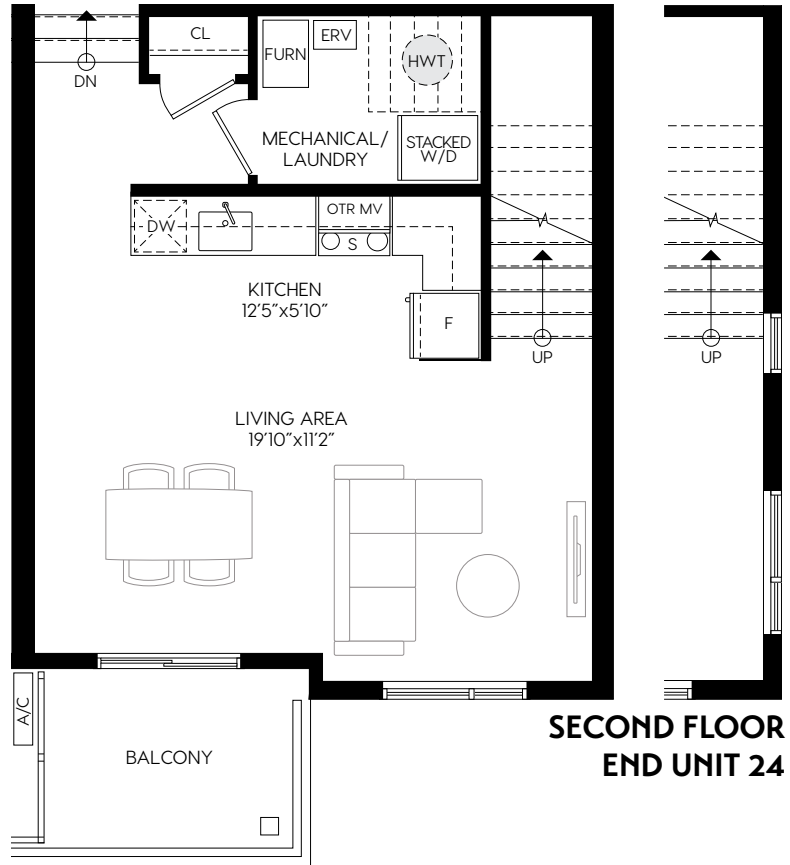 CL
DN
FURN
ERV
HWT
MECHANICAL/
LAUNDRY
STACKED
W/D
DW
OTR MV
S
KITCHEN
12'5"x5'10"
F
UP
UP
LIVING AREA
19'10"x11'2"
A/C
BALCONY
SECOND FLOOR
END UNIT 24